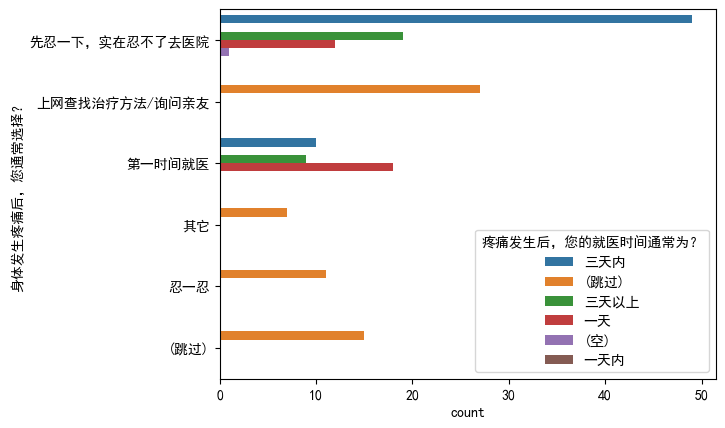 身体发生疼痛后，您通常选择？
先忍一下，实在忍不了去医院
上网查找治疗方法/询问亲友
第一时间就医
其它
忍一忍
(跳过)
0 10 20 30 40 50
count
疼痛发生后，您的就医时间通常为？
三天内
(跳过)
三天以上
一天
(空)
一天内